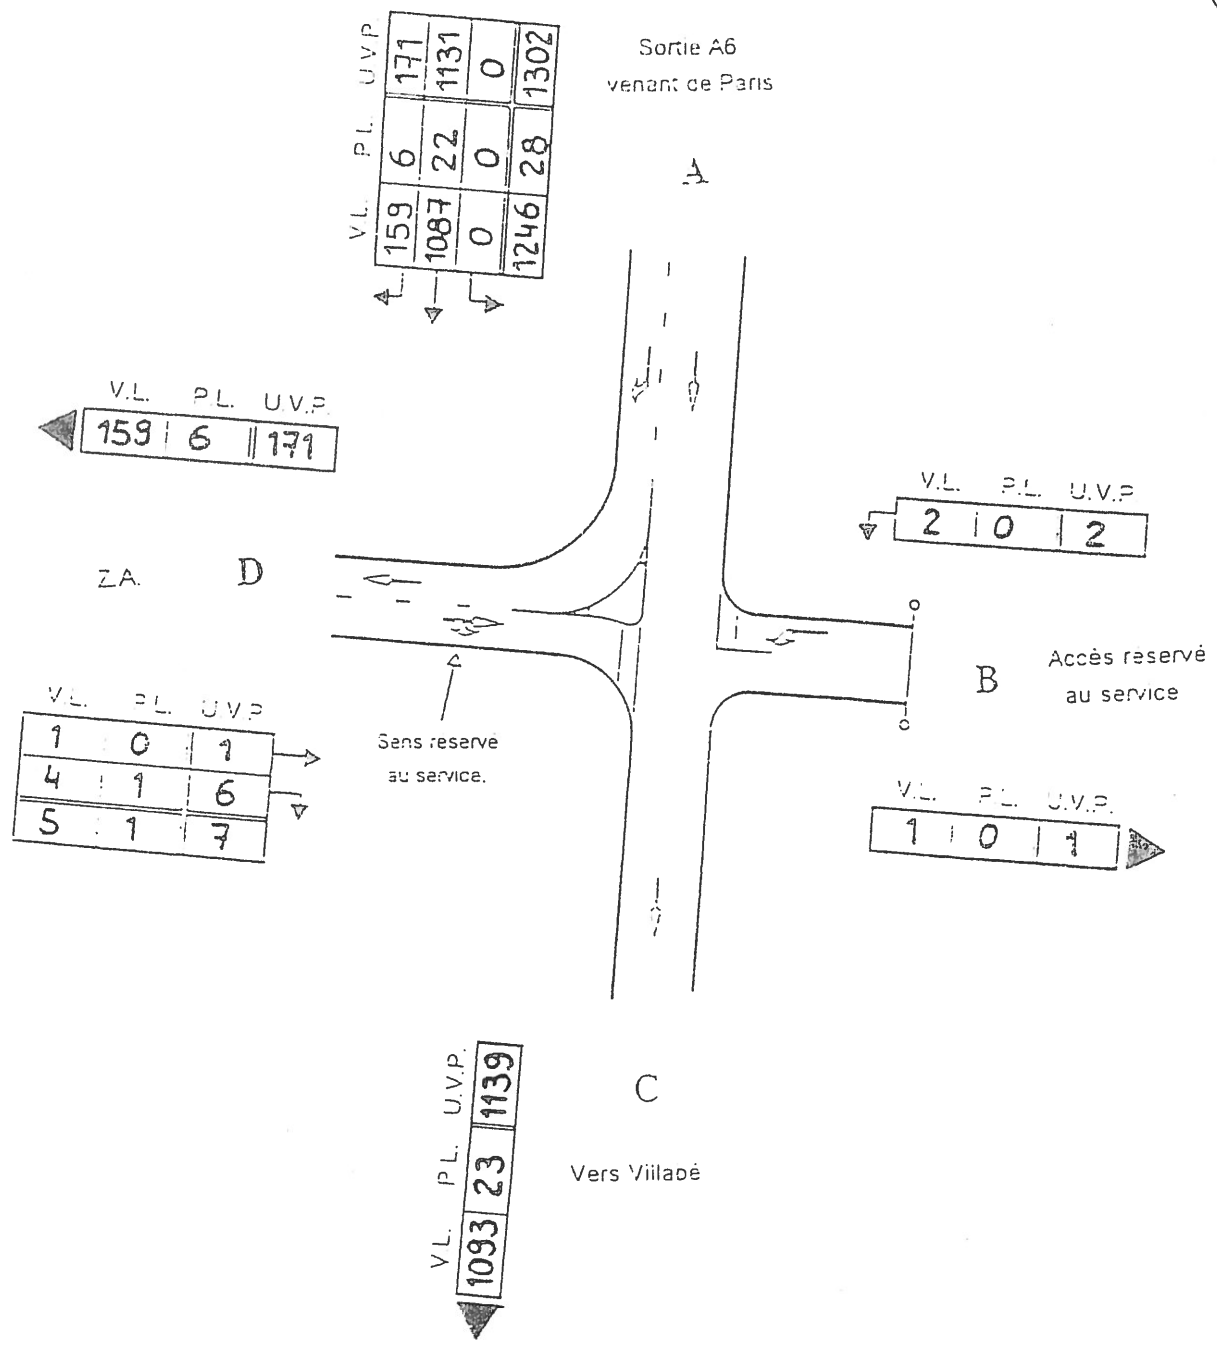 Sortie A6
venant de Paris
A
V.L. P.L. U.V.P.
159 6 171
1087 22 1131
0 0 0
1246 28 1302
V.L. P.L. U.V.P.
159 6 171
V.L. P.L. U.V.P
2 0 2
Z.A. D
B
Accès réservé
au service
V.L. P.L. U.V.P
1 0 1
4 1 6
5 1 7
Sens réservé
au service.
V.L. P.L. U.V.P.
1 0 1
V.L. P.L. U.V.P.
1093 23 1139
C
Vers Villabé